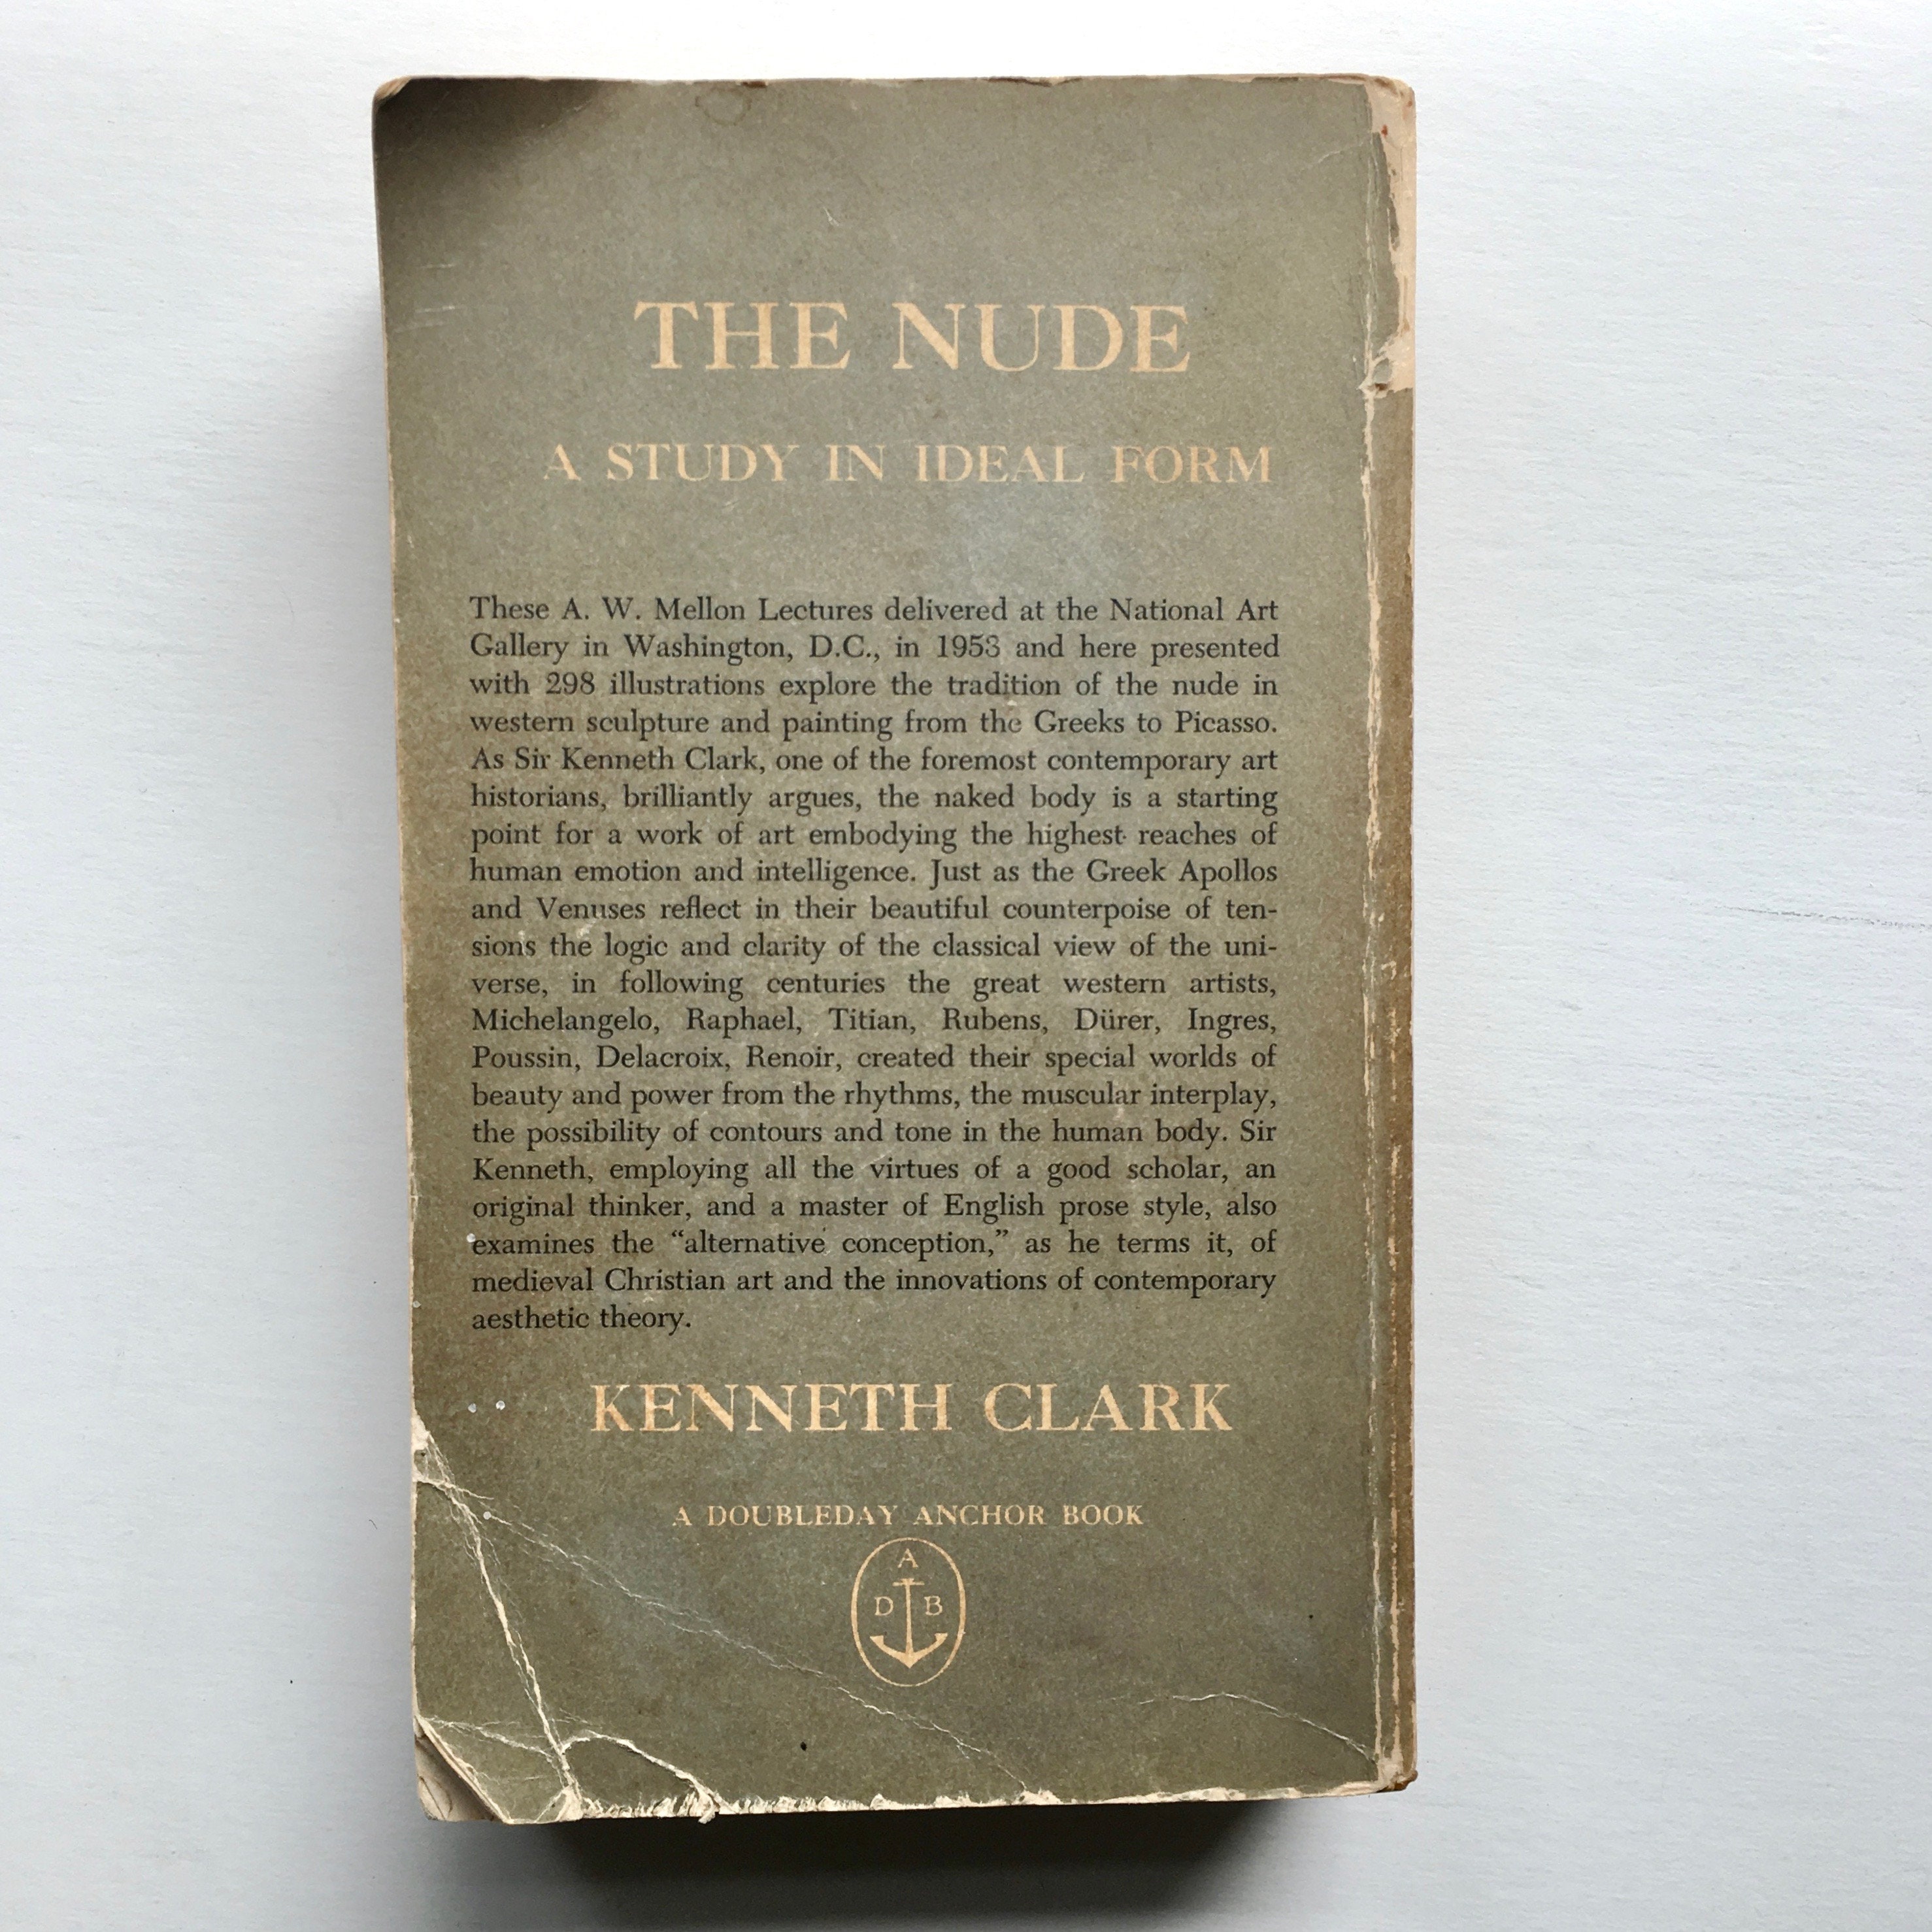 THE NUDE
A STUDY IN IDEAL FORM
These A. W. Mellon Lectures delivered at the National Art
Gallery in Washington, D.C., in 1953 and here presented
with 298 illustrations explore the tradition of the nude in
western sculpture and painting from the Greeks to Picasso.
As Sir Kenneth Clark, one of the foremost contemporary art
historians, brilliantly argues, the naked body is a starting
point for a work of art embodying the highest reaches of
human emotion and intelligence. Just as the Greek Apollos
and Venuses reflect in their beautiful counterpoise of ten-
sions the logic and clarity of the classical view of the uni-
verse, in following centuries the great western artists,
Michelangelo, Raphael, Titian, Rubens, Dürer, Ingres,
Poussin, Delacroix, Renoir, created their special worlds of
beauty and power from the rhythms, the muscular interplay,
the possibility of contours and tone in the human body. Sir
Kenneth, employing all the virtues of a good scholar, an
original thinker, and a master of English prose style, also
examines the “alternative conception,” as he terms it, of
medieval Christian art and the innovations of contemporary
aesthetic theory.
KENNETH CLARK
A DOUBLEDAY ANCHOR BOOK
A
D B